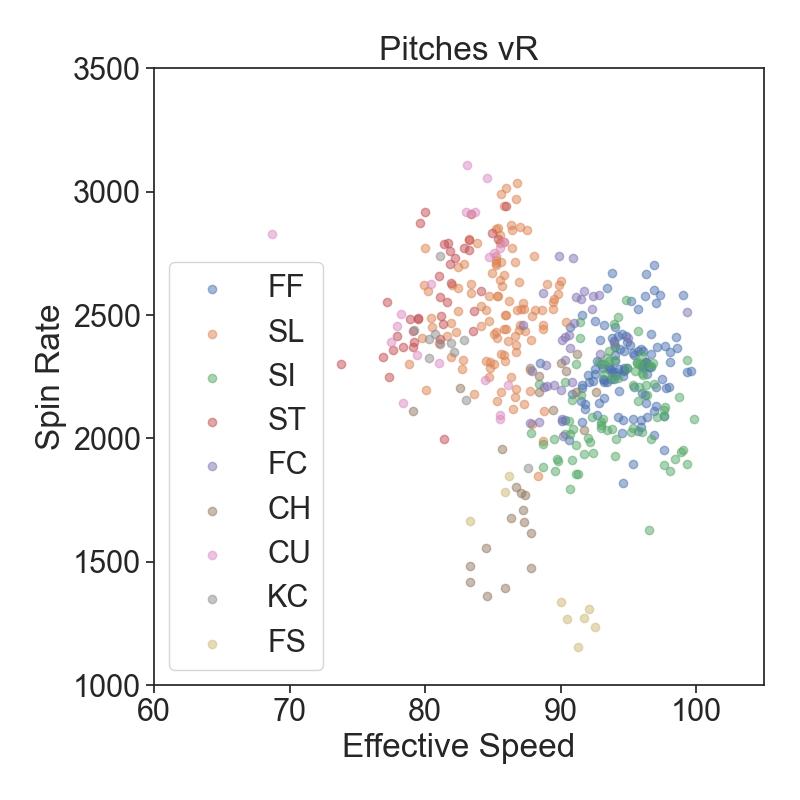 Pitches vR
3500
3000
2500
2000
1500
1000
Spin Rate
FF
SL
SI
ST
FC
CH
CU
KC
FS
60 70 80 90 100
Effective Speed